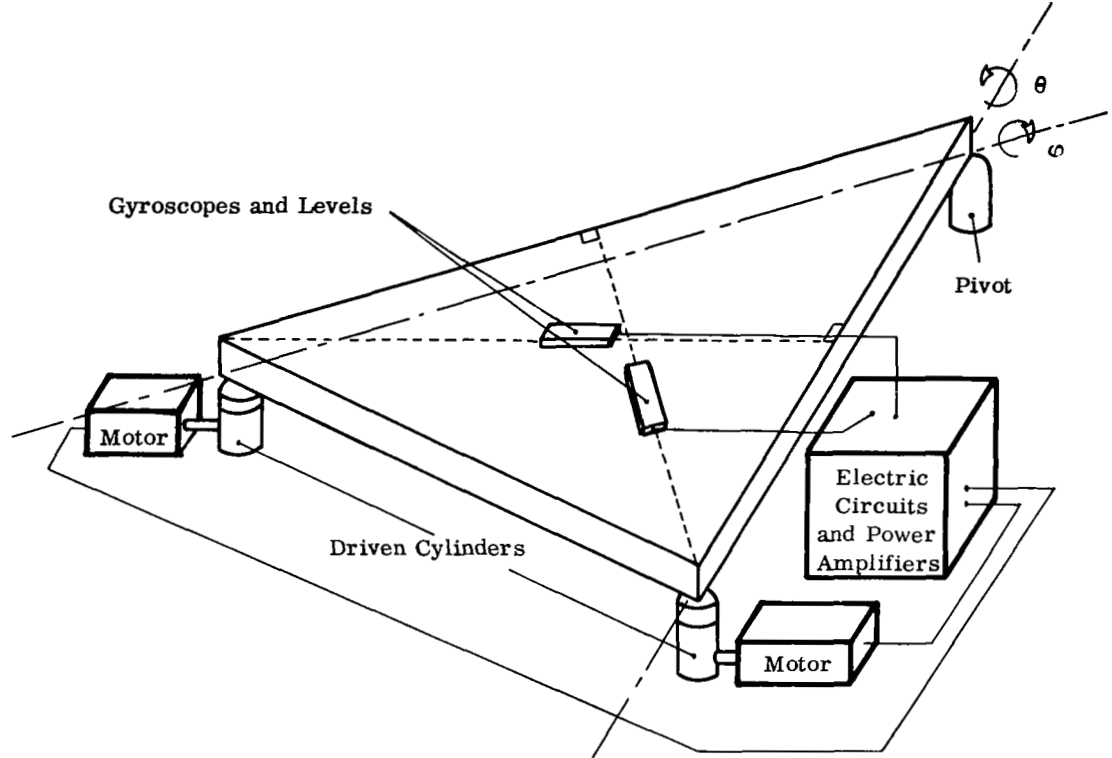 θ
φ
Gyroscopes and Levels
Pivot
Motor
Electric
Circuits
and Power
Amplifiers
Driven Cylinders
Motor